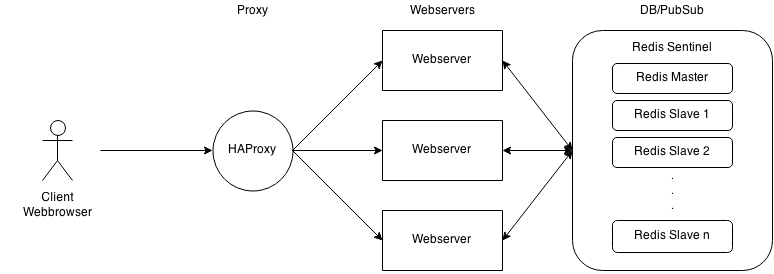 Proxy
Webservers
DB/PubSub
Client
Webbrowser
HAProxy
Webserver
Webserver
Webserver
Redis Sentinel
Redis Master
Redis Slave 1
Redis Slave 2
.
.
.
Redis Slave n